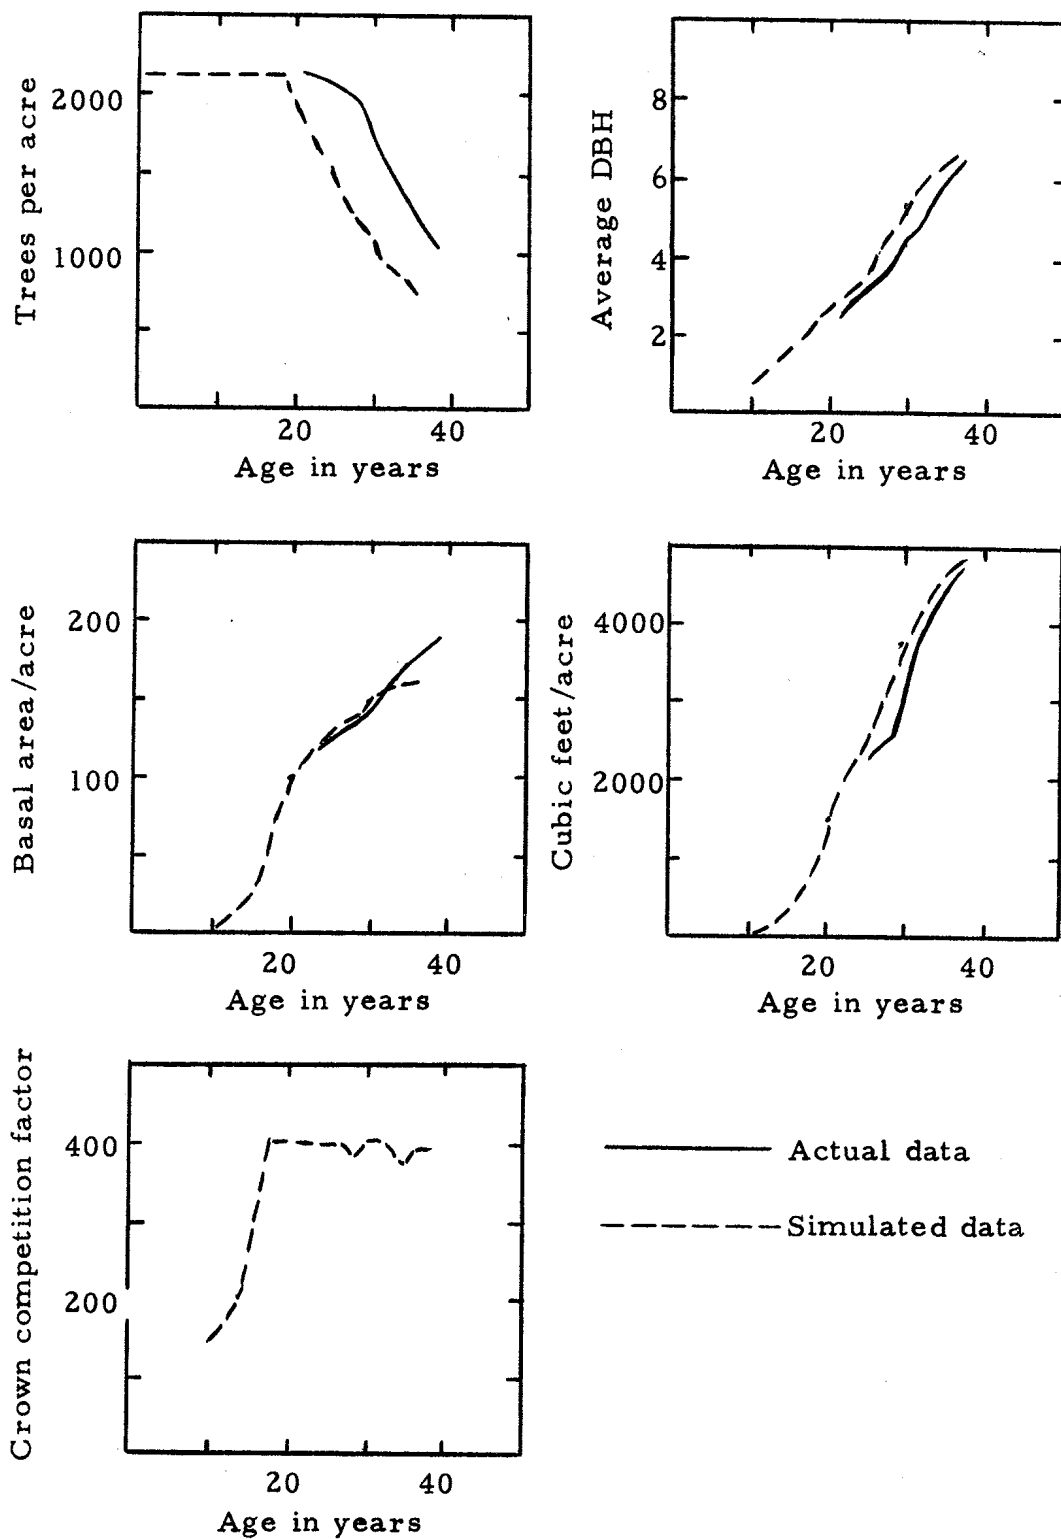 Trees per acre
2000
1000
20 40
Age in years
Average DBH
8
6
4
2
20 40
Age in years
Basal area/acre
200
100
20 40
Age in years
Cubic feet/acre
4000
2000
20 40
Age in years
Crown competition factor
400
200
20 40
Age in years
Actual data
Simulated data